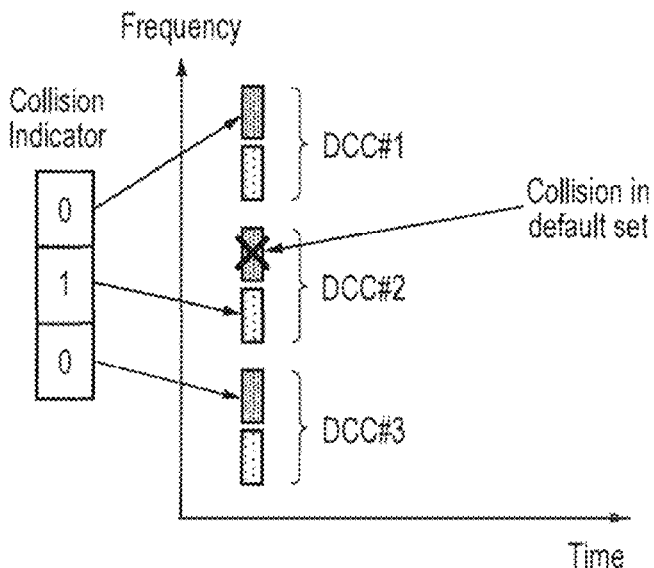 Frequency
Collision
Indicator
0
1
0
DCC#1
DCC#2
DCC#3
Collision in
default set
Time